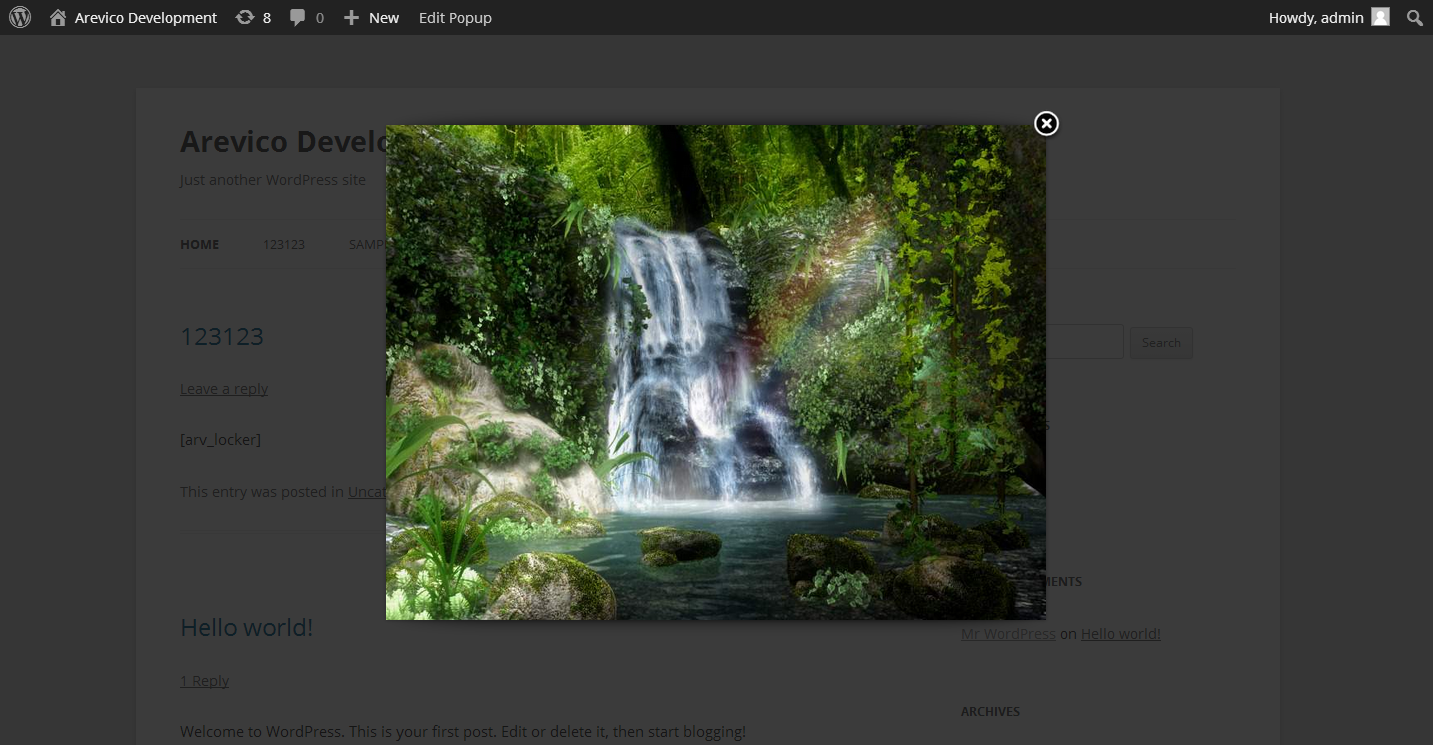 Arevico Development 8 0 New Edit Popup Howdy, admin
Arevico Develo
Just another WordPress site
HOME 123123 SAMP
123123
Search
Leave a reply
[arv_locker]
This entry was posted in Uncat
MENTS
Hello world!
Mr WordPress on Hello world!
1 Reply
ARCHIVES
Welcome to WordPress. This is your first post. Edit or delete it, then start blogging!